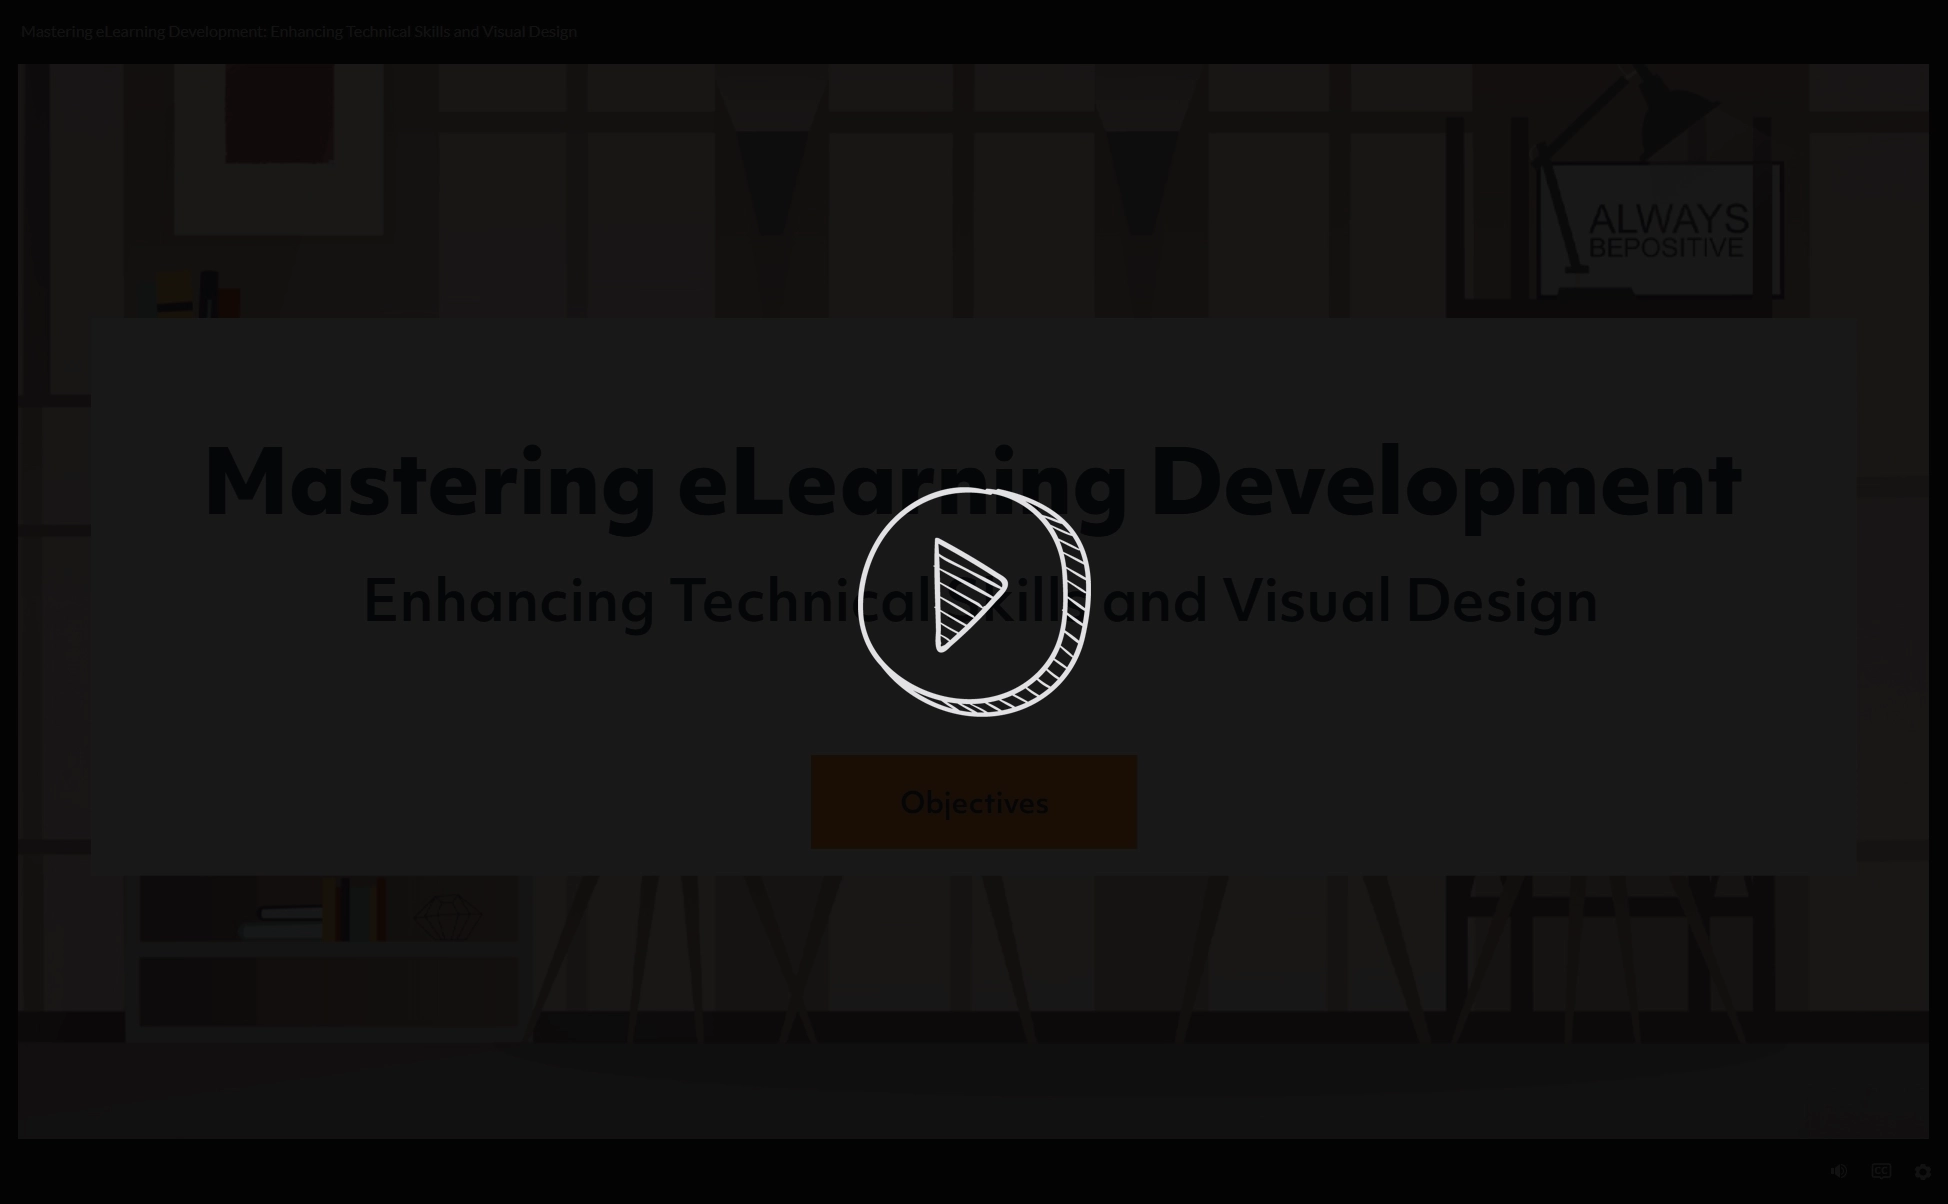 Mastering eLearning Development: Enhancing Technical Skills and Visual Design
ALWAYS
BEPOSITIVE
Mastering eLearning Development
Enhancing Technical Skills and Visual Design
Objectives
CC